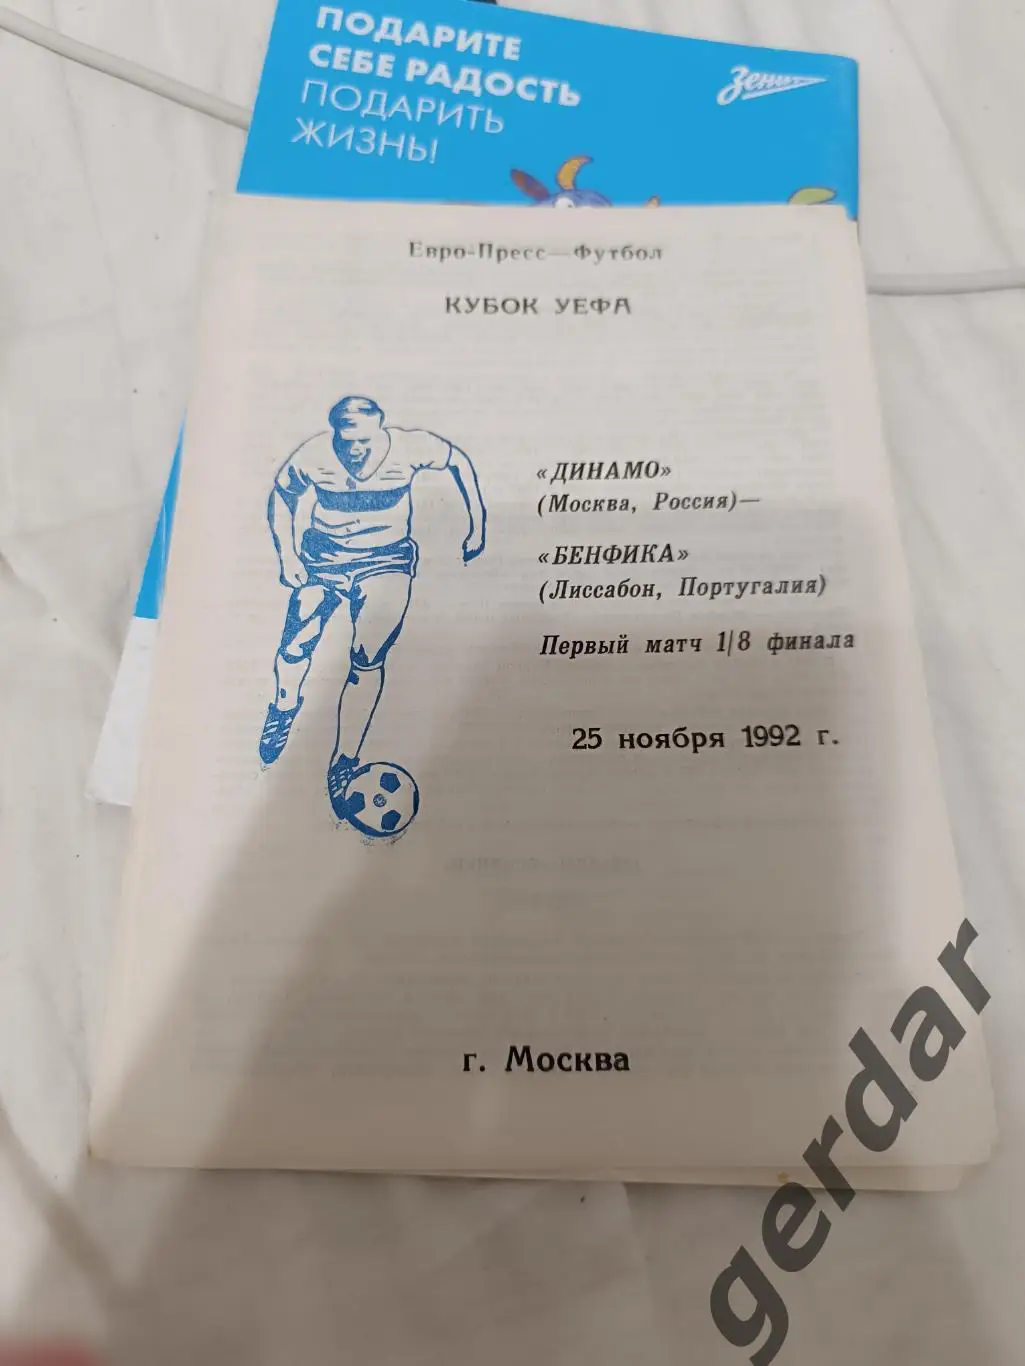 ПОДАРИТЕ
СЕБЕ РАДОСТЬ
ПОДАРИТЬ
ЖИЗНЬ!
Зенит
Евро-Пресс—Футбол
КУБОК УЕФА
«ДИНАМО»
(Москва, Россия)—
«БЕНФИКА»
(Лиссабон, Португалия)
Первый матч 1/8 финала
25 ноября 1992 г.
г. Москва
gerdar